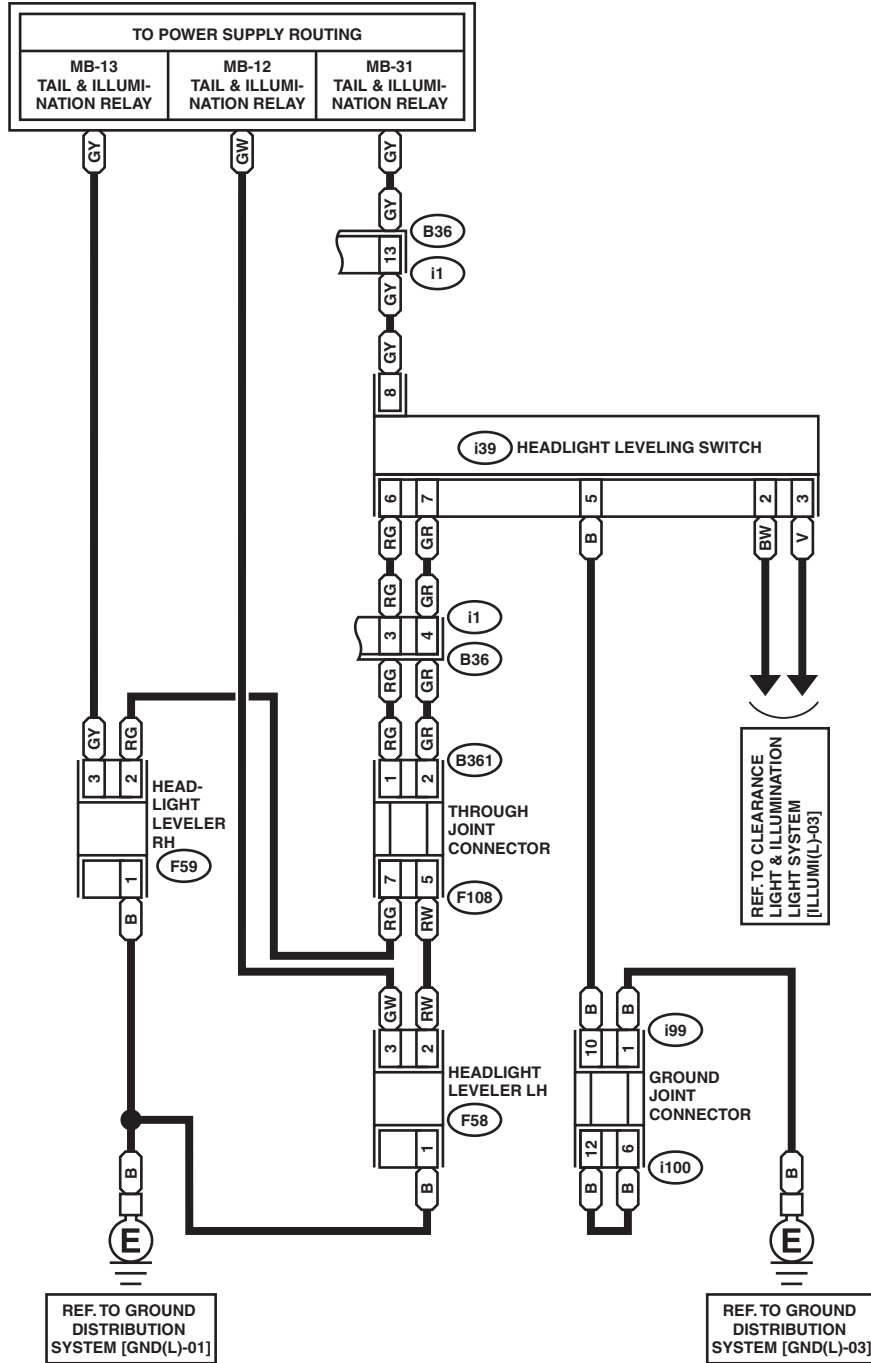 TO POWER SUPPLY ROUTING
MB-13
TAIL & ILLUMI-
NATION RELAY
MB-12
TAIL & ILLUMI-
NATION RELAY
MB-31
TAIL & ILLUMI-
NATION RELAY
GY
GW
GY
GY
B36
13
i1
GY
GY
8
i39 HEADLIGHT LEVELING SWITCH
6
7
5
2
3
RG
GR
B
BW
V
RG
GR
i1
3
4
B36
RG
GR
GY
RG
RG
GR
B361
3
2
1
2
HEAD-
LIGHT
LEVELER
RH
F59
THROUGH
JOINT
CONNECTOR
REF. TO CLEARANCE
LIGHT & ILLUMINATION
LIGHT SYSTEM
[ILLUMI(L)-03]
1
7
5
F108
B
RG
RW
GW
RW
B
B
i99
3
2
10
1
HEADLIGHT
LEVELER LH
F58
GROUND
JOINT
CONNECTOR
1
12
6
i100
B
B
B
B
B
E
E
REF. TO GROUND
DISTRIBUTION
SYSTEM [GND(L)-01]
REF. TO GROUND
DISTRIBUTION
SYSTEM [GND(L)-03]